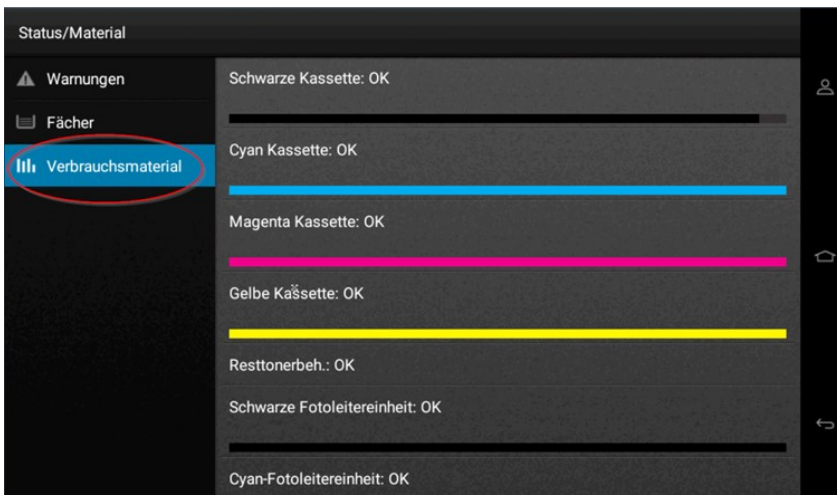 Status/Material
Warnungen
Fächer
Verbrauchsmaterial
Schwarze Kassette: OK
Cyan Kassette: OK
Magenta Kassette: OK
Gelbe Kassette: OK
Resttonerbeh.: OK
Schwarze Fotoleitereinheit: OK
Cyan-Fotoleitereinheit: OK